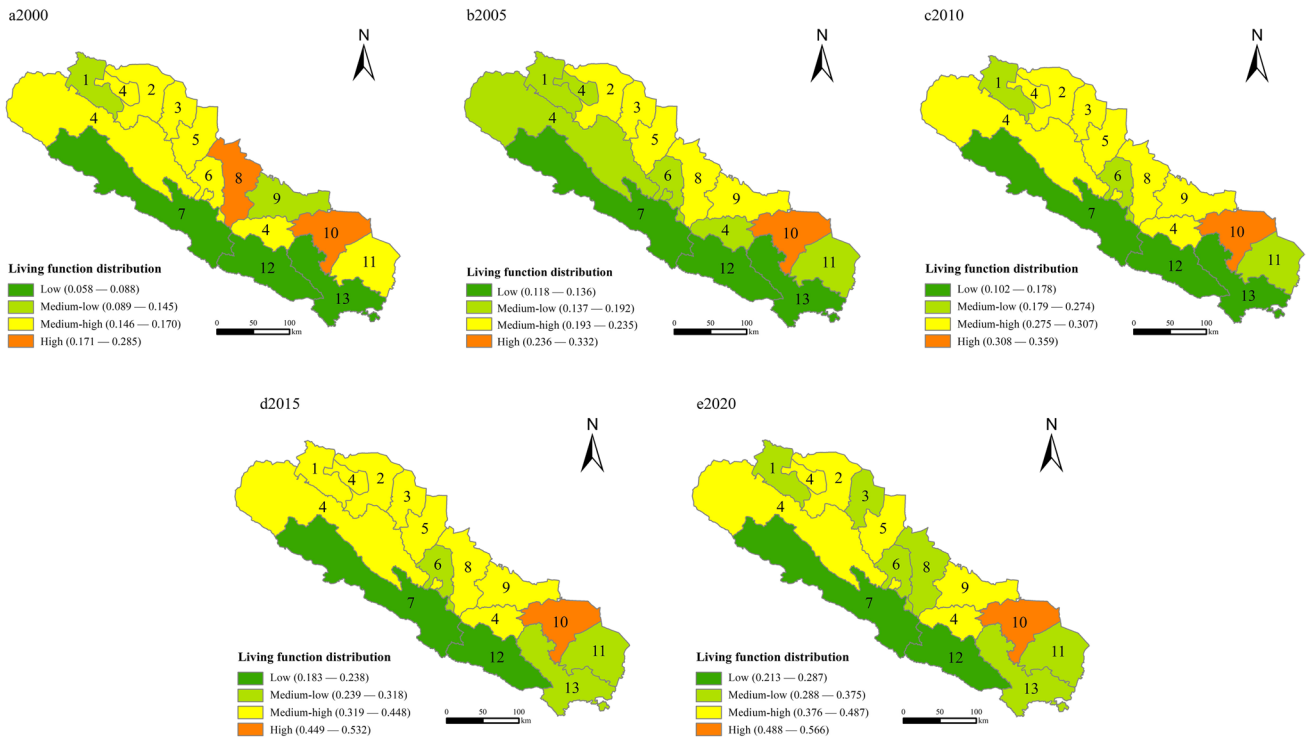 a2000
N
1
4
2
3
4
5
6
8
9
7
4
10
11
12
13
Living function distribution
Low (0.058 — 0.088)
Medium-low (0.089 — 0.145)
Medium-high (0.146 — 0.170)
High (0.171 — 0.285)
0 50 100
km
b2005
N
1
4
2
3
4
5
6
8
9
7
4
10
11
12
13
Living function distribution
Low (0.118 — 0.136)
Medium-low (0.137 — 0.192)
Medium-high (0.193 — 0.235)
High (0.236 — 0.332)
0 50 100
km
c2010
N
1
4
2
3
4
5
6
8
9
7
4
10
11
12
13
Living function distribution
Low (0.102 — 0.178)
Medium-low (0.179 — 0.274)
Medium-high (0.275 — 0.307)
High (0.308 — 0.359)
0 50 100
km
d2015
N
1
4
2
3
4
5
6
8
9
7
4
10
11
12
13
Living function distribution
Low (0.183 — 0.238)
Medium-low (0.239 — 0.318)
Medium-high (0.319 — 0.448)
High (0.449 — 0.532)
0 50 100
km
e2020
N
1
4
2
3
4
5
6
8
9
7
4
10
11
12
13
Living function distribution
Low (0.213 — 0.287)
Medium-low (0.288 — 0.375)
Medium-high (0.376 — 0.487)
High (0.488 — 0.566)
0 50 100
km